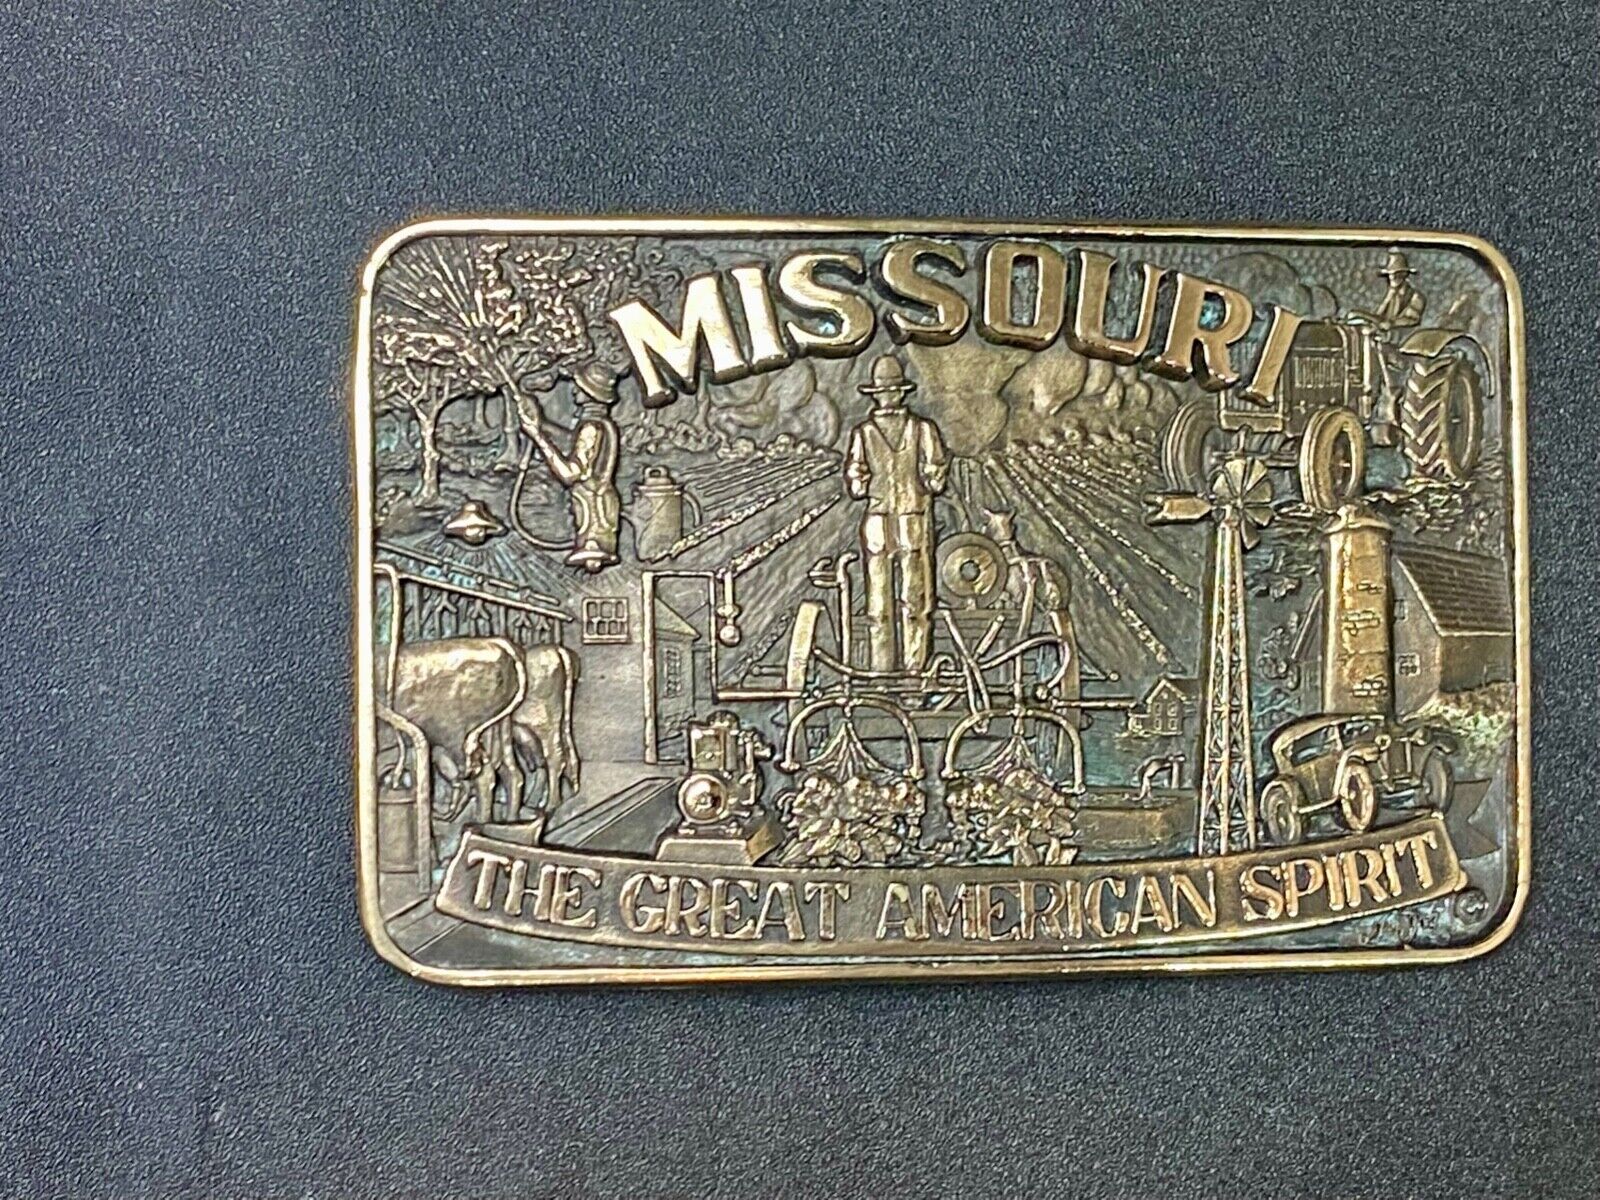 MISSOURI
THE GREAT AMERICAN SPIRIT